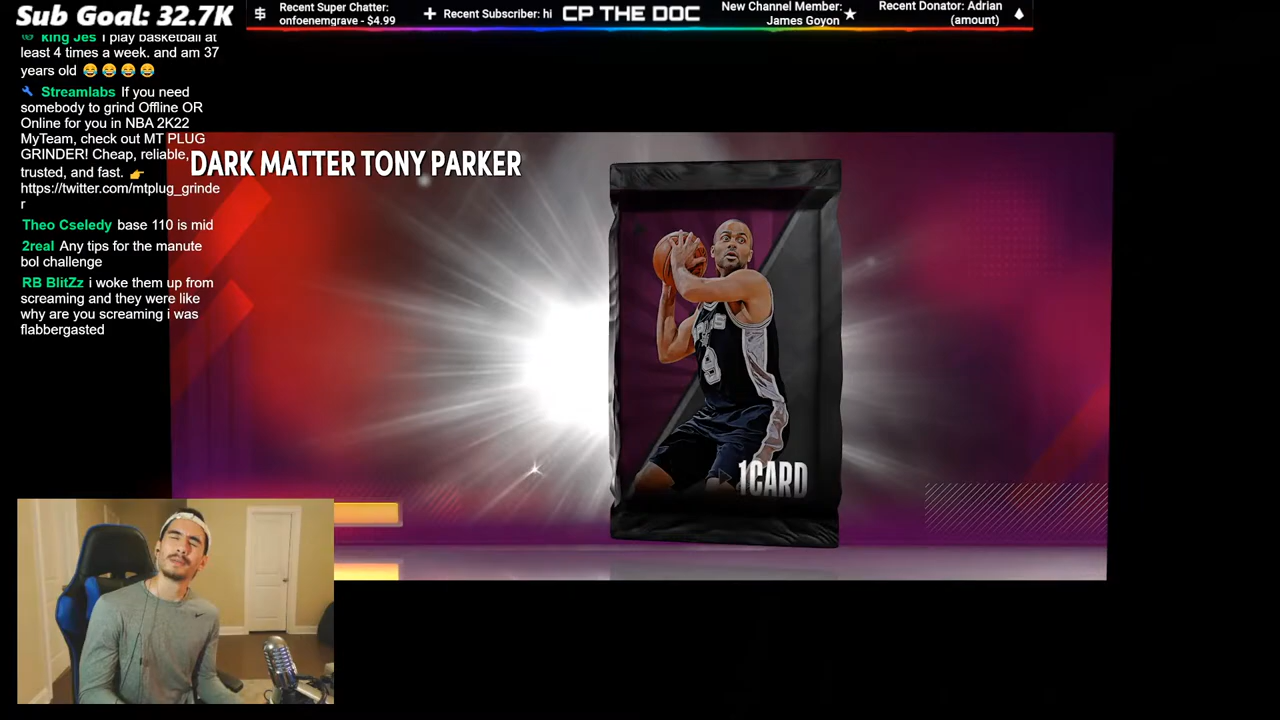 Sub Goal: 32.7K
Recent Super Chatter:
onfoenemgrave - $4.99
Recent Subscriber: hi
CP THE DOC
New Channel Member:
James Goyon
Recent Donator: Adrian
(amount)
king Jes I play basketball at
least 4 times a week. and am 37
years old 😂 😂 😂 😂
Streamlabs If you need
somebody to grind Offline OR
Online for you in NBA 2K22
MyTeam, check out MT PLUG
GRINDER! Cheap, reliable,
trusted, and fast. 👉
https://twitter.com/mtplug_grinde
r
Theo Cseledy base 110 is mid
2real Any tips for the manute
bol challenge
RB BlitZz i woke them up from
screaming and they were like
why are you screaming i was
flabbergasted
DARK MATTER TONY PARKER
9
1 CARD